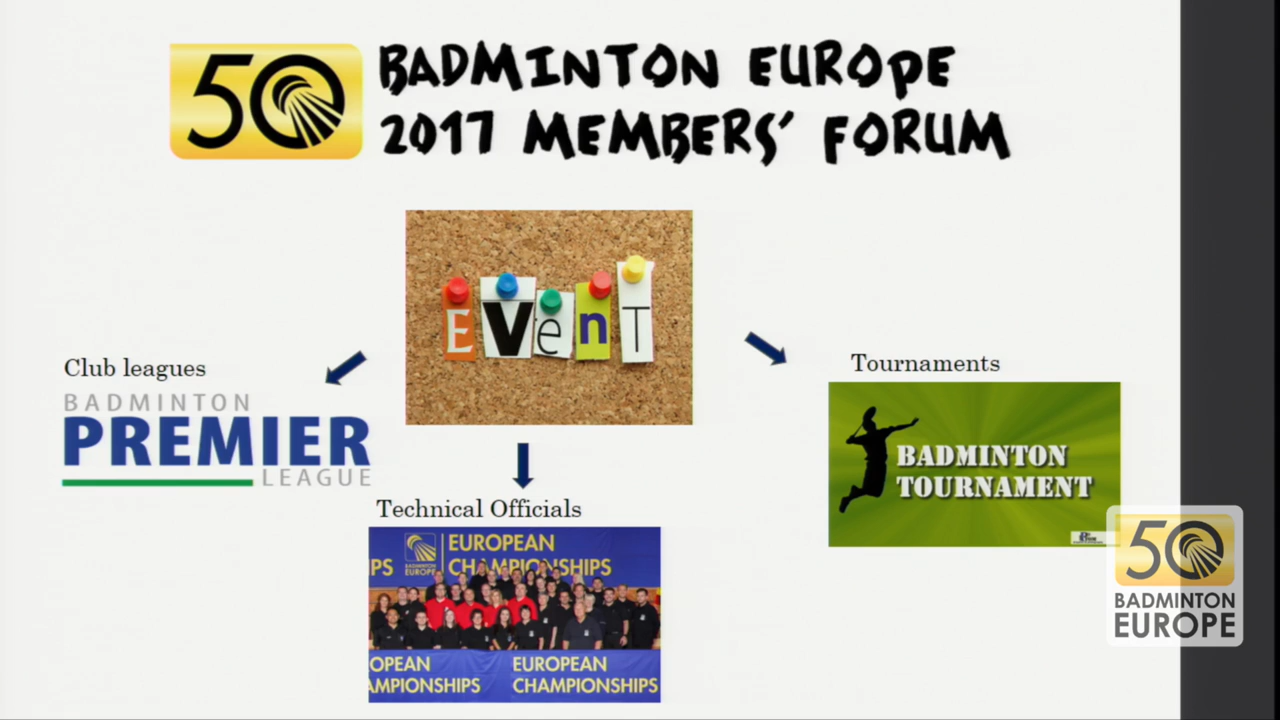 50 BADMINTON EUROPE
2017 MEMBERS' FORUM
EVenT
Club leagues
BADMINTON
PREMIER
LEAGUE
Tournaments
BADMINTON
TOURNAMENT
Technical Officials
PS BADMINTON EUROPE EUROPEAN
CHAMPIONSHIPS
OPEAN EUROPEAN
AMPIONSHIPS CHAMPIONSHIPS
50
BADMINTON
EUROPE